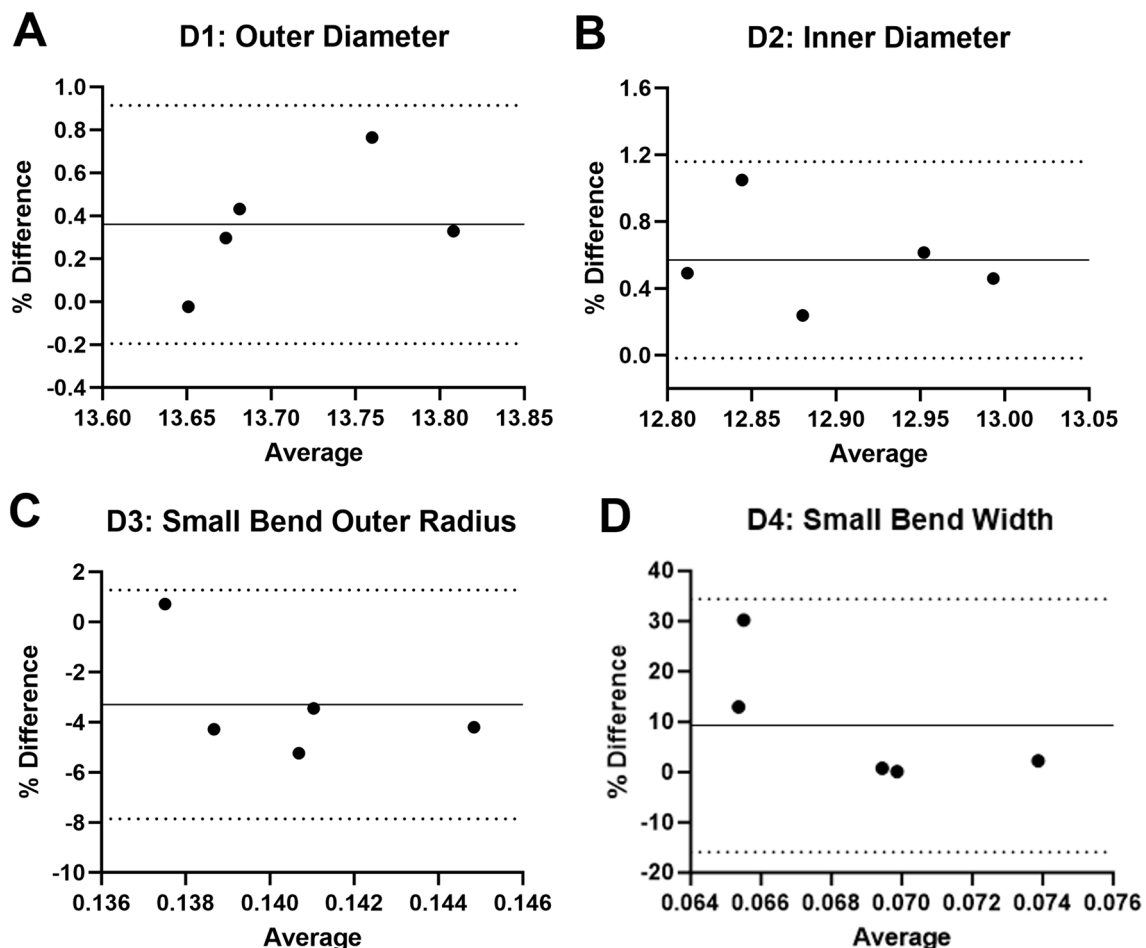 A
D1: Outer Diameter
% Difference
1.0
0.8
0.6
0.4
0.2
0.0
-0.2
-0.4
13.60 13.65 13.70 13.75 13.80 13.85
Average
B
D2: Inner Diameter
% Difference
1.6
1.2
0.8
0.4
0.0
12.80 12.85 12.90 12.95 13.00 13.05
Average
C
D3: Small Bend Outer Radius
% Difference
2
0
-2
-4
-6
-8
-10
0.136 0.138 0.140 0.142 0.144 0.146
Average
D
D4: Small Bend Width
% Difference
40
30
20
10
0
-10
-20
0.064 0.066 0.068 0.070 0.072 0.074 0.076
Average